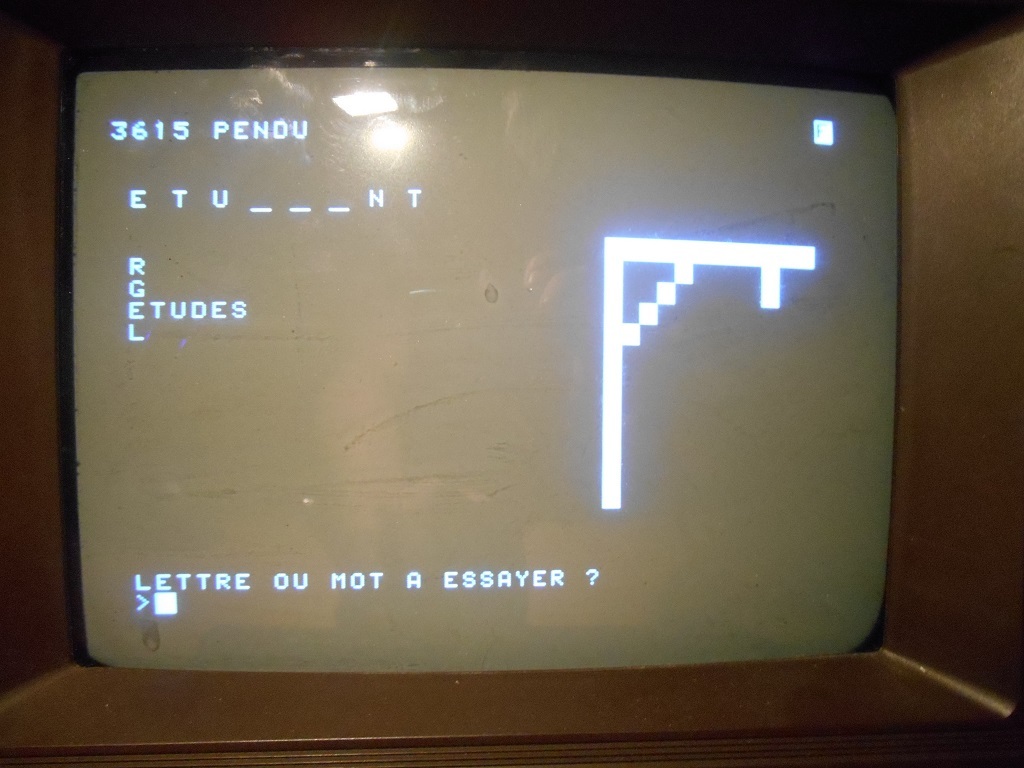 3615 PENDU F
E T U _ _ _ N T
R
G
ETUDES
L
LETTRE OU MOT A ESSAYER ?
>